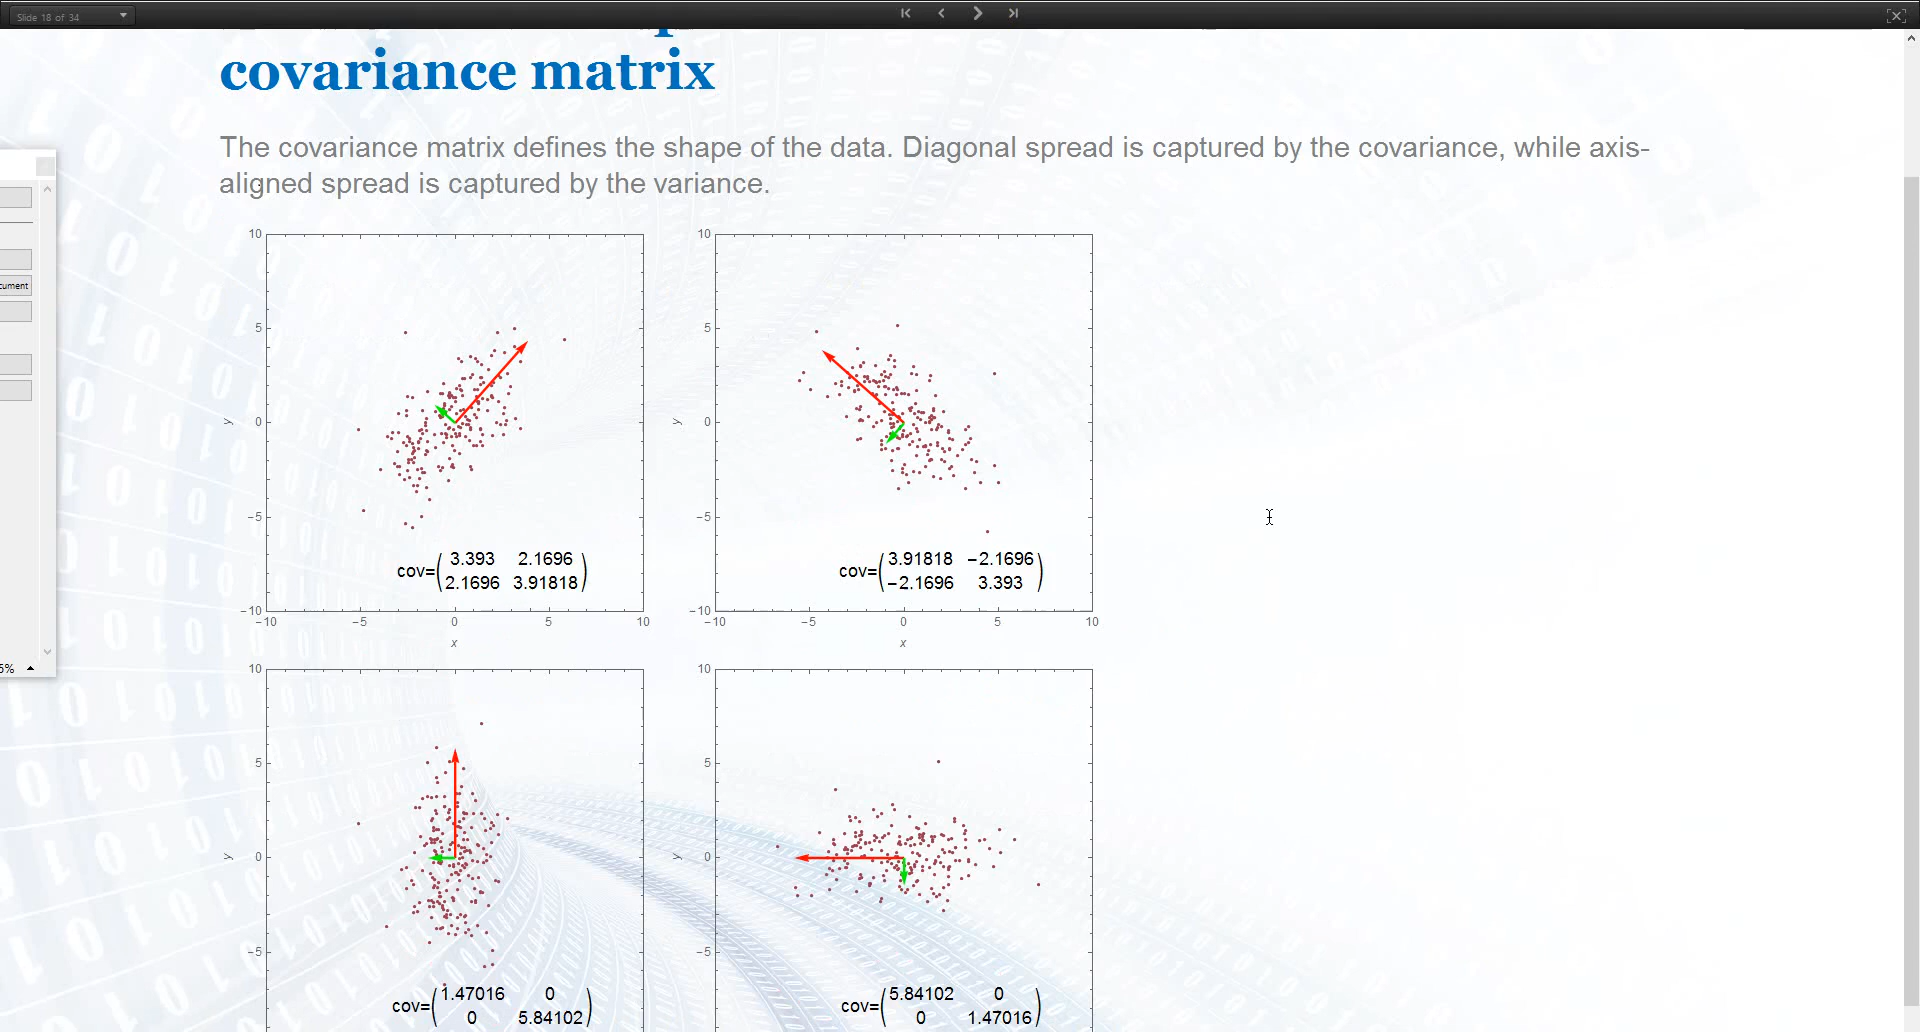 Slide 18 of 34
covariance matrix
The covariance matrix defines the shape of the data. Diagonal spread is captured by the covariance, while axis-
aligned spread is captured by the variance.
cument
5%
10
5
0
−5
−10
y
−10 −5 0 5 10
x
cov=(3.393 2.1696
2.1696 3.91818)
10
5
0
−5
−10
y
−10 −5 0 5 10
x
cov=(3.91818 −2.1696
−2.1696 3.393)
10
5
0
−5
y
cov=(1.47016 0
0 5.84102)
10
5
0
−5
y
cov=(5.84102 0
0 1.47016)